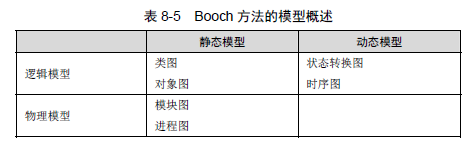 表 8-5 Booch 方法的模型概述
静态模型 动态模型
逻辑模型 类图 状态转换图
对象图 时序图
物理模型 模块图
进程图